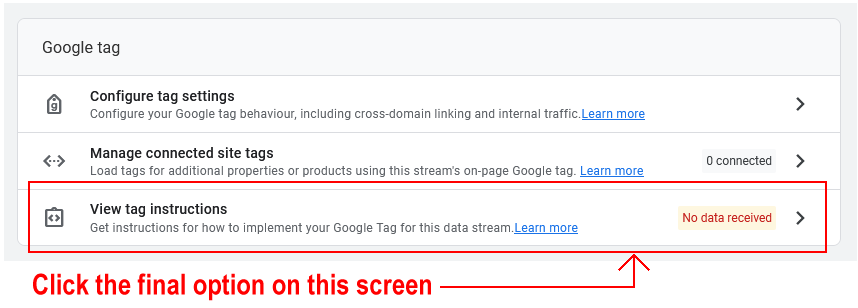 Google tag
Configure tag settings
Configure your Google tag behaviour, including cross-domain linking and internal traffic.Learn more
Manage connected site tags
Load tags for additional properties or products using this stream's on-page Google tag. Learn more
0 connected
View tag instructions
Get instructions for how to implement your Google Tag for this data stream.Learn more
No data received
Click the final option on this screen